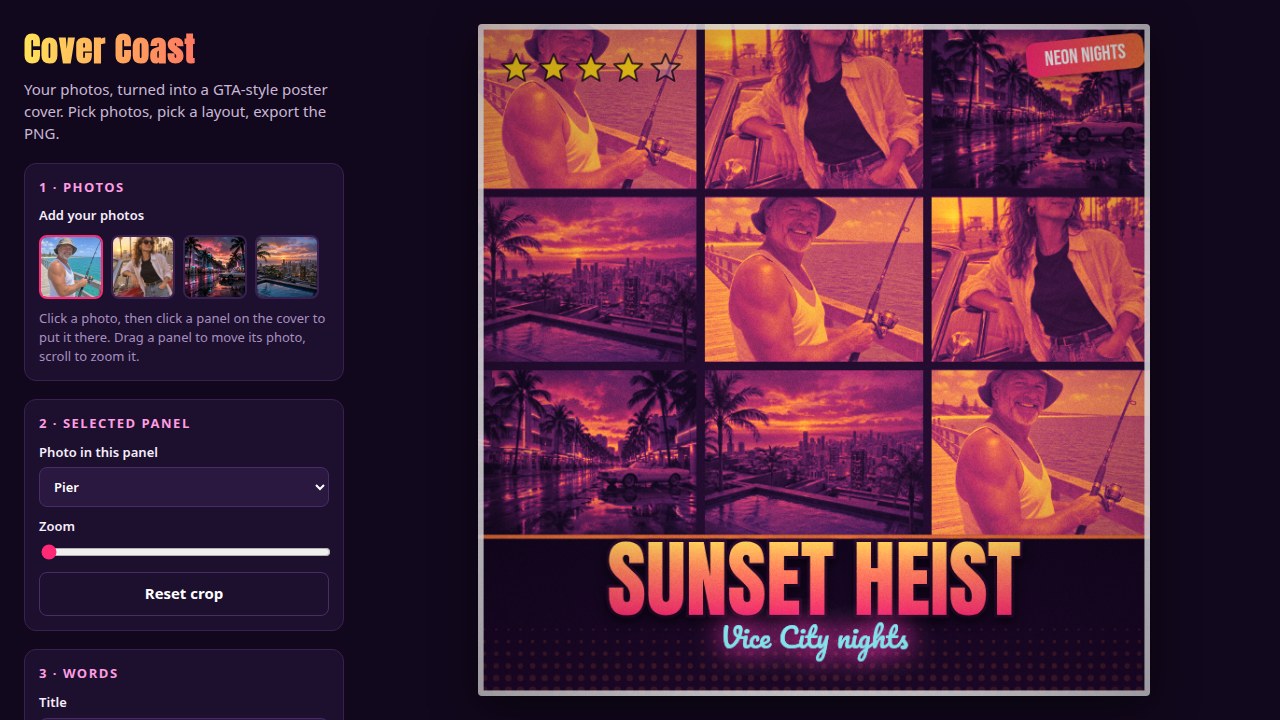 Cover Coast
Your photos, turned into a GTA-style poster
cover. Pick photos, pick a layout, export the
PNG.
1 · PHOTOS
Add your photos
Click a photo, then click a panel on the cover to
put it there. Drag a panel to move its photo,
scroll to zoom it.
2 · SELECTED PANEL
Photo in this panel
Pier
Zoom
Reset crop
3 · WORDS
Title
NEON NIGHTS
SUNSET HEIST
Vice City nights